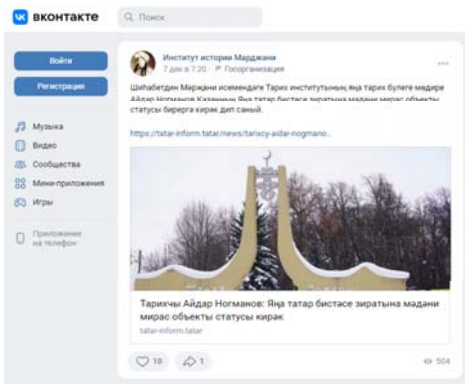 вконтакте
Поиск
Войти
Регистрация
Музыка
Видео
Сообщества
Мини-приложения
Игры
Приложение
на телефон
Институт истории Марджани
7 дек в 7:20 · Госорганизация
Шиһабетдин Мәрҗани исемендәге Тарих институтының яңа тарих бүлеге мөдире
Айдар Ногманов Казанның Яңа татар бистәсе зиратына мәдәни мирас объекты
статусы бирергә кирәк дип саный.
https://tatar-inform.tatar/news/tarixcy-aidar-nogmano..
Тарихчы Айдар Ногманов: Яңа татар бистәсе зиратына мәдәни
мирас объекты статусы кирәк
tatar-inform.tatar
10
1
504